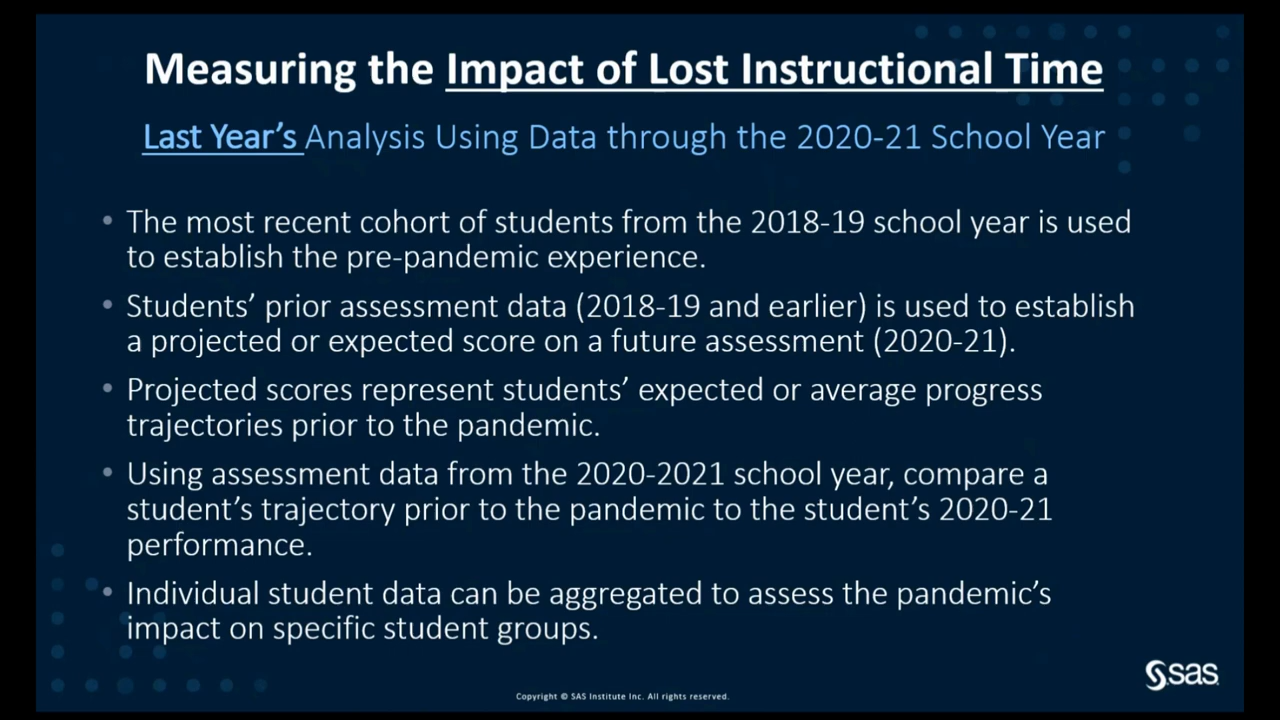 Measuring the Impact of Lost Instructional Time
Last Year's Analysis Using Data through the 2020-21 School Year
• The most recent cohort of students from the 2018-19 school year is used
to establish the pre-pandemic experience.
• Students' prior assessment data (2018-19 and earlier) is used to establish
a projected or expected score on a future assessment (2020-21).
• Projected scores represent students' expected or average progress
trajectories prior to the pandemic.
• Using assessment data from the 2020-2021 school year, compare a
student's trajectory prior to the pandemic to the student's 2020-21
performance.
• Individual student data can be aggregated to assess the pandemic's
impact on specific student groups.
sas
Copyright © SAS Institute Inc. All rights reserved.